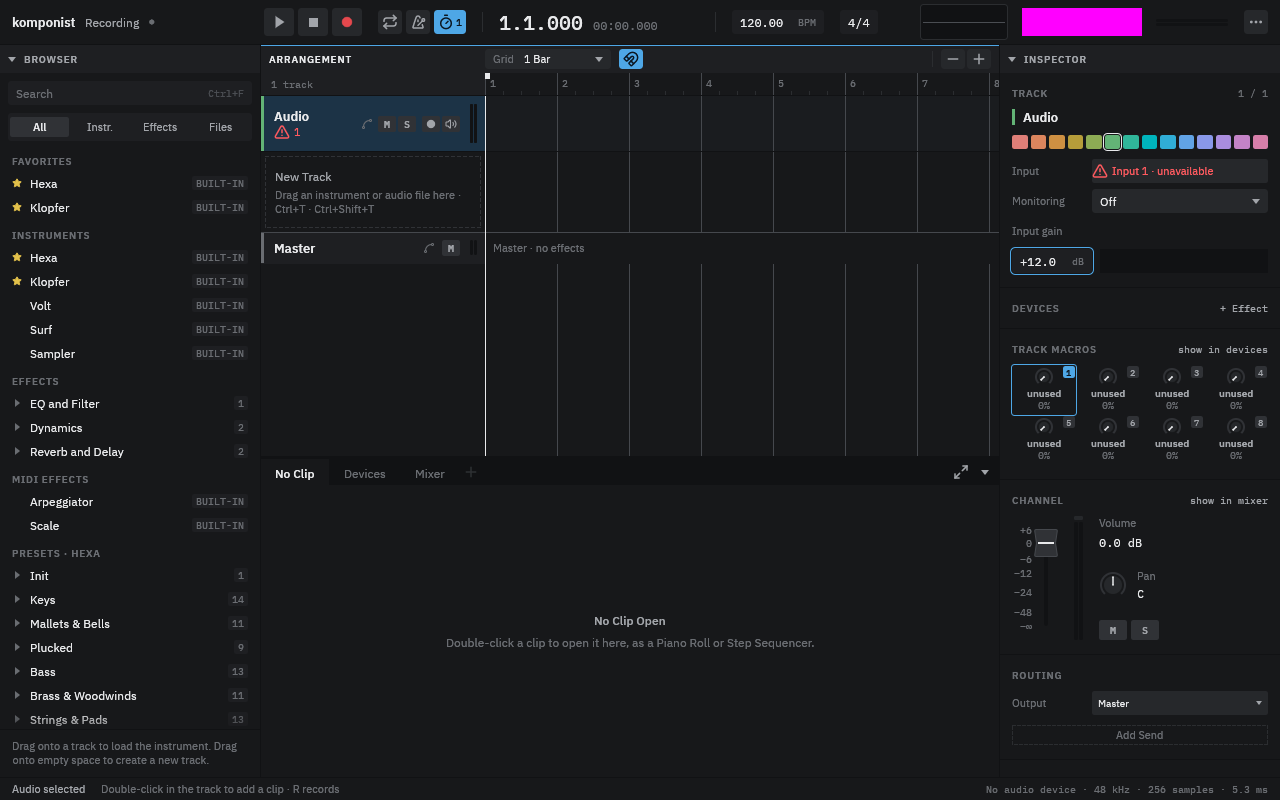 komponist Recording
1
1.1.000 00:00.000
120.00 BPM
4/4
BROWSER
Search Ctrl+F
All Instr. Effects Files
FAVORITES
Hexa BUILT-IN
Klopfer BUILT-IN
INSTRUMENTS
Hexa BUILT-IN
Klopfer BUILT-IN
Volt BUILT-IN
Surf BUILT-IN
Sampler BUILT-IN
EFFECTS
EQ and Filter 1
Dynamics 2
Reverb and Delay 2
MIDI EFFECTS
Arpeggiator BUILT-IN
Scale BUILT-IN
PRESETS · HEXA
Init 1
Keys 14
Mallets & Bells 11
Plucked 9
Bass 13
Brass & Woodwinds 11
Strings & Pads 13
Drag onto a track to load the instrument. Drag
onto empty space to create a new track.
ARRANGEMENT
Grid 1 Bar
1 track
1 2 3 4 5 6 7 8
Audio
1
M S
New Track
Drag an instrument or audio file here ·
Ctrl+T · Ctrl+Shift+T
Master M
Master · no effects
No Clip Devices Mixer
No Clip Open
Double-click a clip to open it here, as a Piano Roll or Step Sequencer.
INSPECTOR
TRACK 1 / 1
Audio
Input Input 1 · unavailable
Monitoring Off
Input gain
+12.0 dB
DEVICES + Effect
TRACK MACROS show in devices
1 2 3 4
unused unused unused unused
0% 0% 0% 0%
5 6 7 8
unused unused unused unused
0% 0% 0% 0%
CHANNEL show in mixer
+6
0
−6
−12
−24
−48
−∞
Volume
0.0 dB
Pan
C
M S
ROUTING
Output Master
Add Send
Audio selected Double-click in the track to add a clip · R records
No audio device · 48 kHz · 256 samples · 5.3 ms